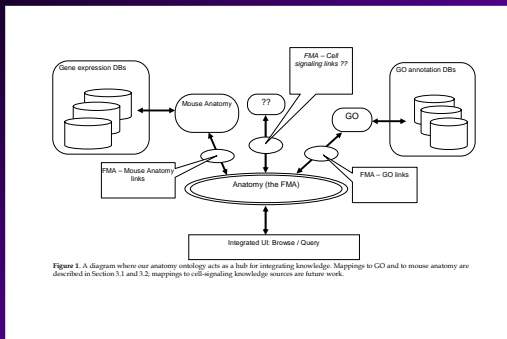 FMA – Cell
signaling links ??
Gene expression DBs
GO annotation DBs
Mouse Anatomy
??
GO
FMA – Mouse Anatomy
links
FMA – GO links
Anatomy (the FMA)
Integrated UI: Browse / Query
Figure 1. A diagram where our anatomy ontology acts as a hub for integrating knowledge. Mappings to GO and to mouse anatomy are
described in Section 3.1 and 3.2; mappings to cell-signaling knowledge sources are future work.